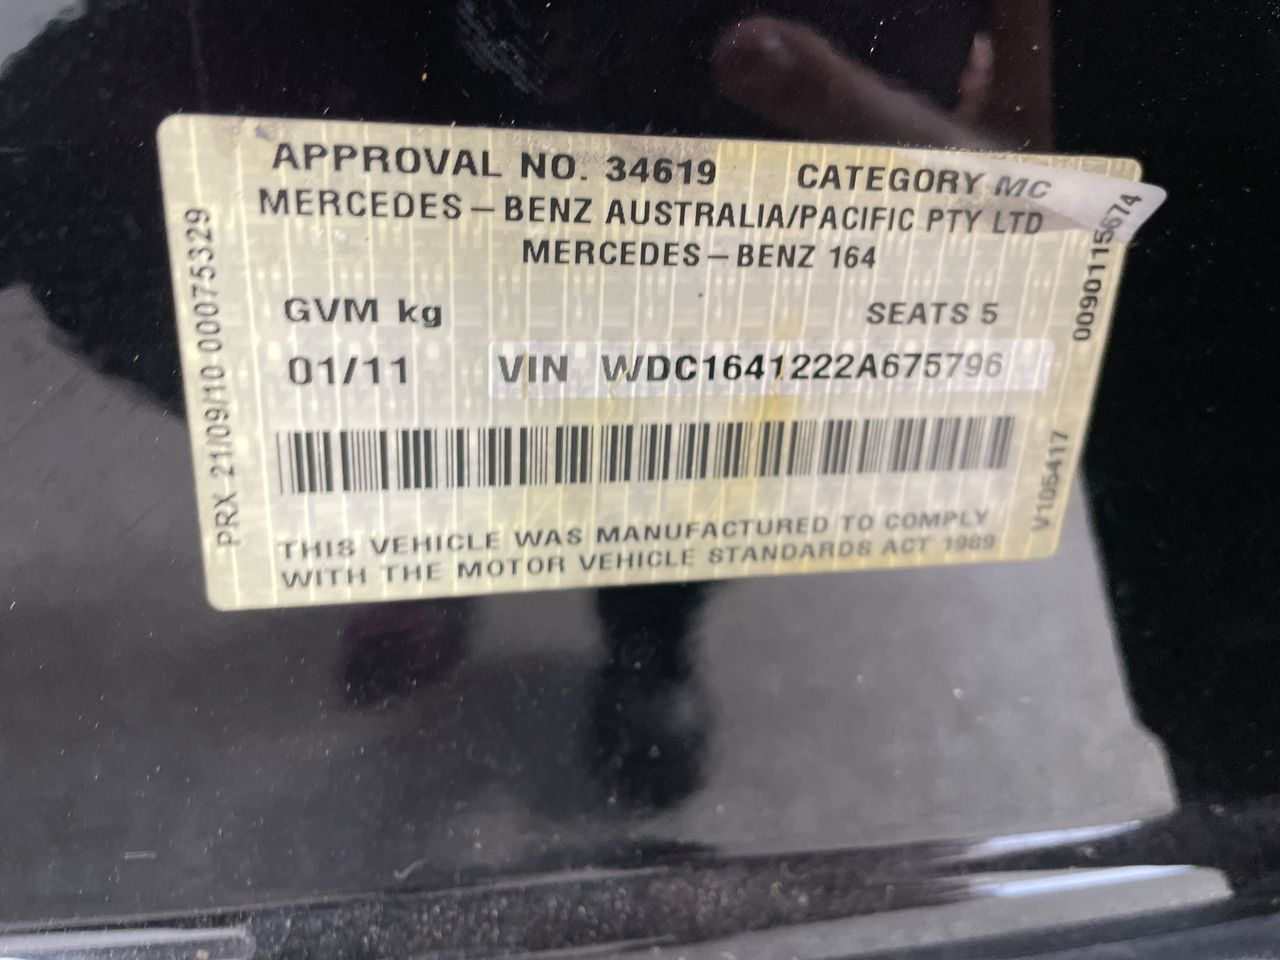 APPROVAL NO. 34619 CATEGORY MC
MERCEDES-BENZ AUSTRALIA/PACIFIC PTY LTD
MERCEDES-BENZ 164
GVM kg SEATS 5
01/11 VIN WDC1641222A675796
THIS VEHICLE WAS MANUFACTURED TO COMPLY
WITH THE MOTOR VEHICLE STANDARDS ACT 1989
PRX 21/09/10 00075329
0090115674
V105417